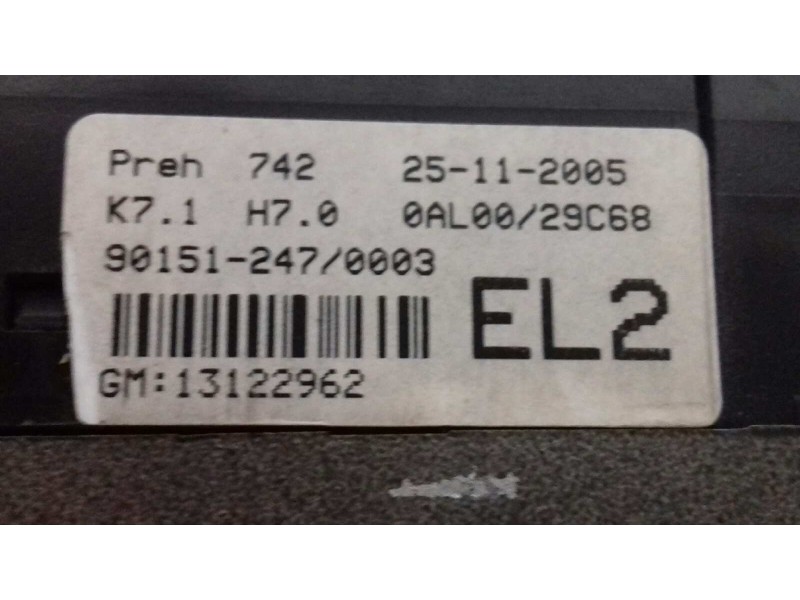 Preh 742 25-11-2005
K7.1 H7.0 0AL00/29C68
90151-247/0003
EL2
GM:13122962